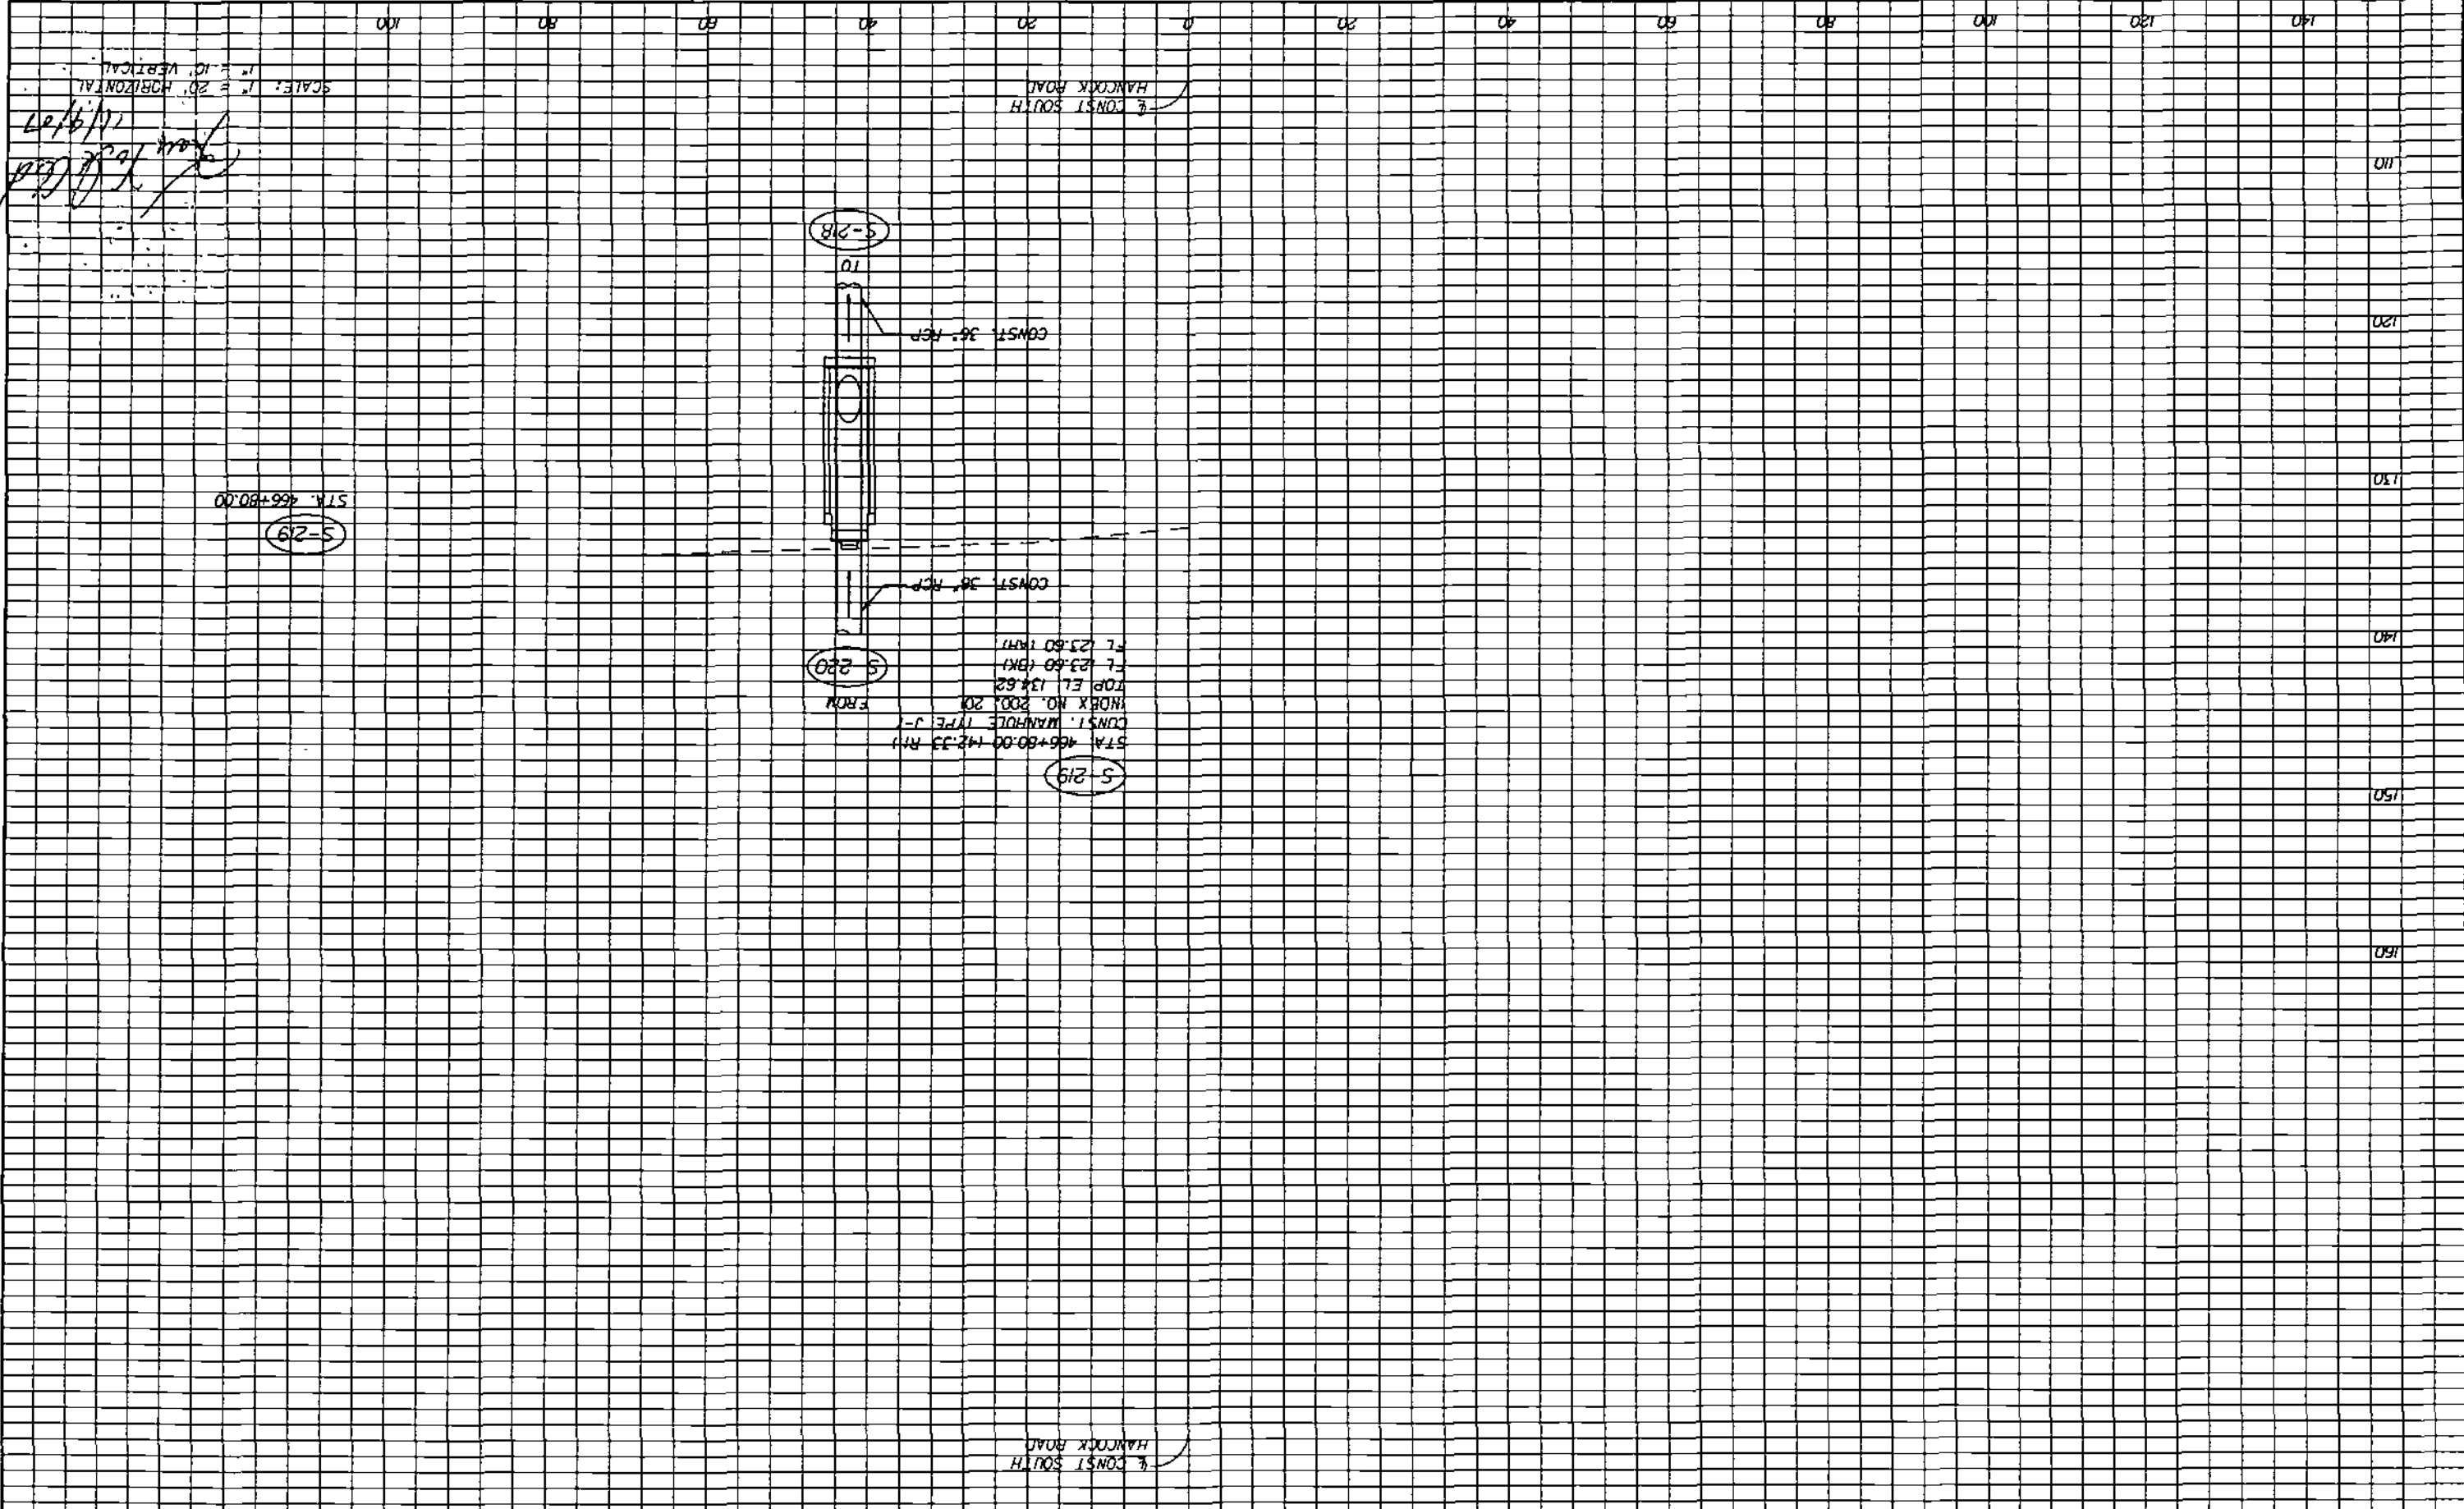 ℄ CONST SOUTH
HANCOCK ROAD
160
150
S-219
STA 466+80.00 (42.33 RT)
CONST. MANHOLE TYPE J-7
INDEX NO. 200, 201
TOP EL 134.62
FL 123.60 (BK)
FL 123.60 (AH)
FROM
S-220
140
CONST. 36" RCP
S-219
STA. 466+80.00
130
CONST. 36" RCP
120
TO
S-218
110
℄ CONST SOUTH
HANCOCK ROAD
SCALE: 1" = 20' HORIZONTAL
1" = 10' VERTICAL
140 120 100 80 60 40 20 0 20 40 60 80 100